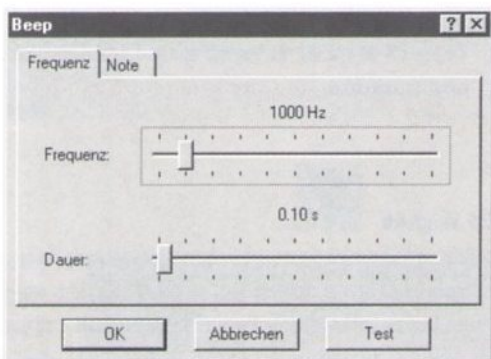 Beep
Frequenz Note
1000 Hz
Frequenz:
0.10 s
Dauer:
OK Abbrechen Test